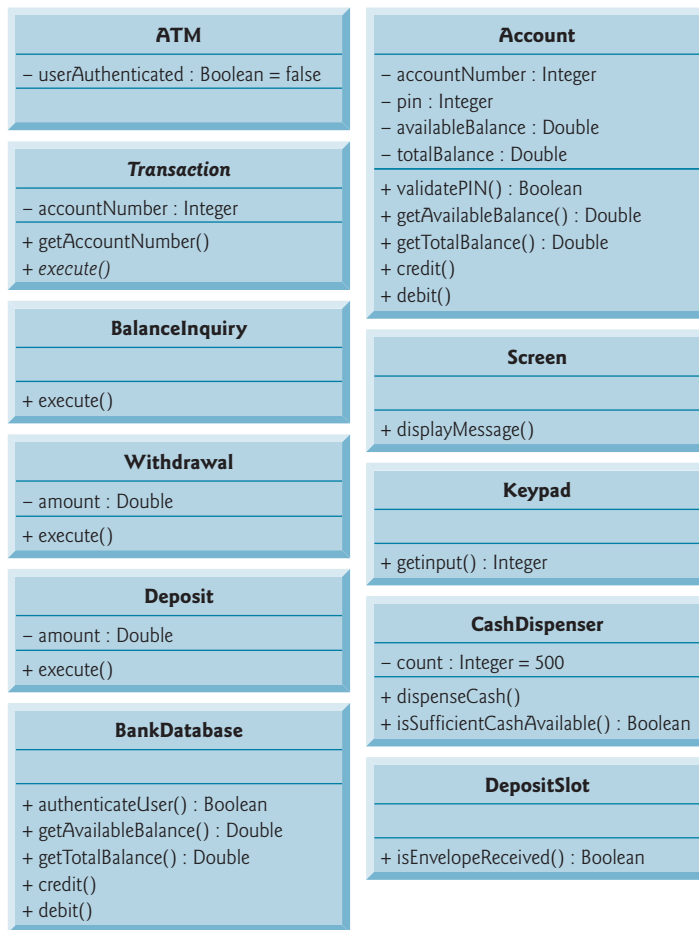 ATM
– userAuthenticated : Boolean = false
Transaction
– accountNumber : Integer
+ getAccountNumber()
+ execute()
BalanceInquiry
+ execute()
Withdrawal
– amount : Double
+ execute()
Deposit
– amount : Double
+ execute()
BankDatabase
+ authenticateUser() : Boolean
+ getAvailableBalance() : Double
+ getTotalBalance() : Double
+ credit()
+ debit()
Account
– accountNumber : Integer
– pin : Integer
– availableBalance : Double
– totalBalance : Double
+ validatePIN() : Boolean
+ getAvailableBalance() : Double
+ getTotalBalance() : Double
+ credit()
+ debit()
Screen
+ displayMessage()
Keypad
+ getinput() : Integer
CashDispenser
– count : Integer = 500
+ dispenseCash()
+ isSufficientCashAvailable() : Boolean
DepositSlot
+ isEnvelopeReceived() : Boolean